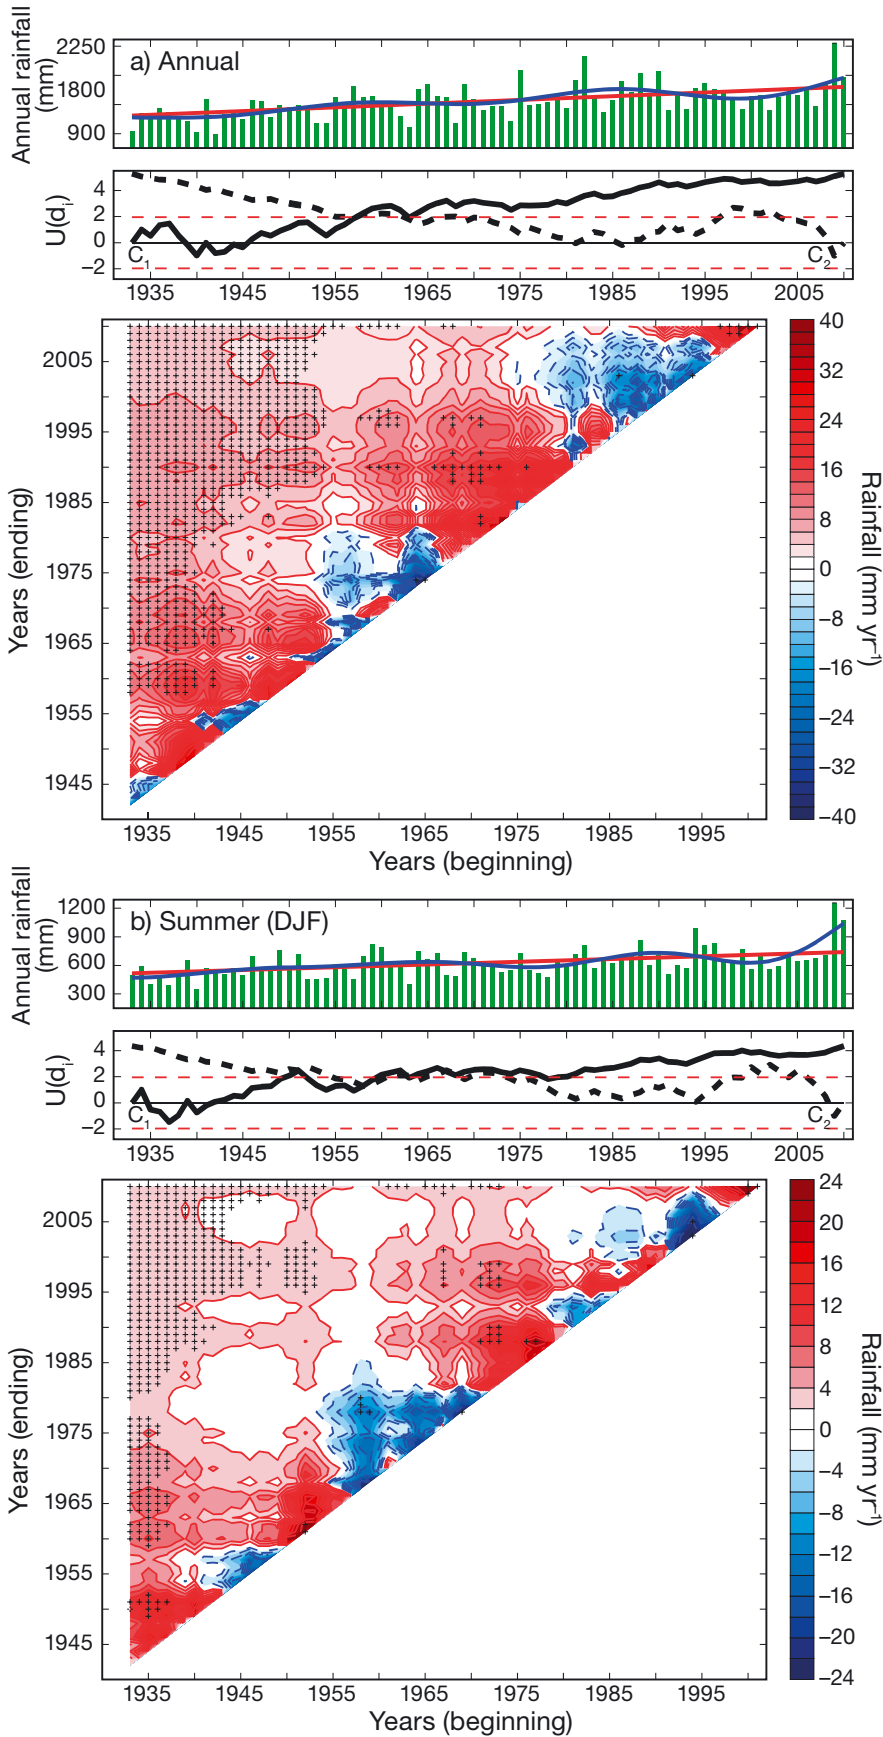 a) Annual
Annual rainfall
(mm)
2250
1800
900
U(dᵢ)
4
2
0
−2
C₁
C₂
1935 1945 1955 1965 1975 1985 1995 2005
Years (ending)
2005
1995
1985
1975
1965
1955
1945
1935 1945 1955 1965 1975 1985 1995
Years (beginning)
40
32
24
16
8
0
−8
−16
−24
−32
−40
Rainfall (mm yr⁻¹)
b) Summer (DJF)
Annual rainfall
(mm)
1200
900
600
300
U(dᵢ)
4
2
0
−2
C₁
C₂
1935 1945 1955 1965 1975 1985 1995 2005
Years (ending)
2005
1995
1985
1975
1965
1955
1945
1935 1945 1955 1965 1975 1985 1995
Years (beginning)
24
20
16
12
8
4
0
−4
−8
−12
−16
−20
−24
Rainfall (mm yr⁻¹)